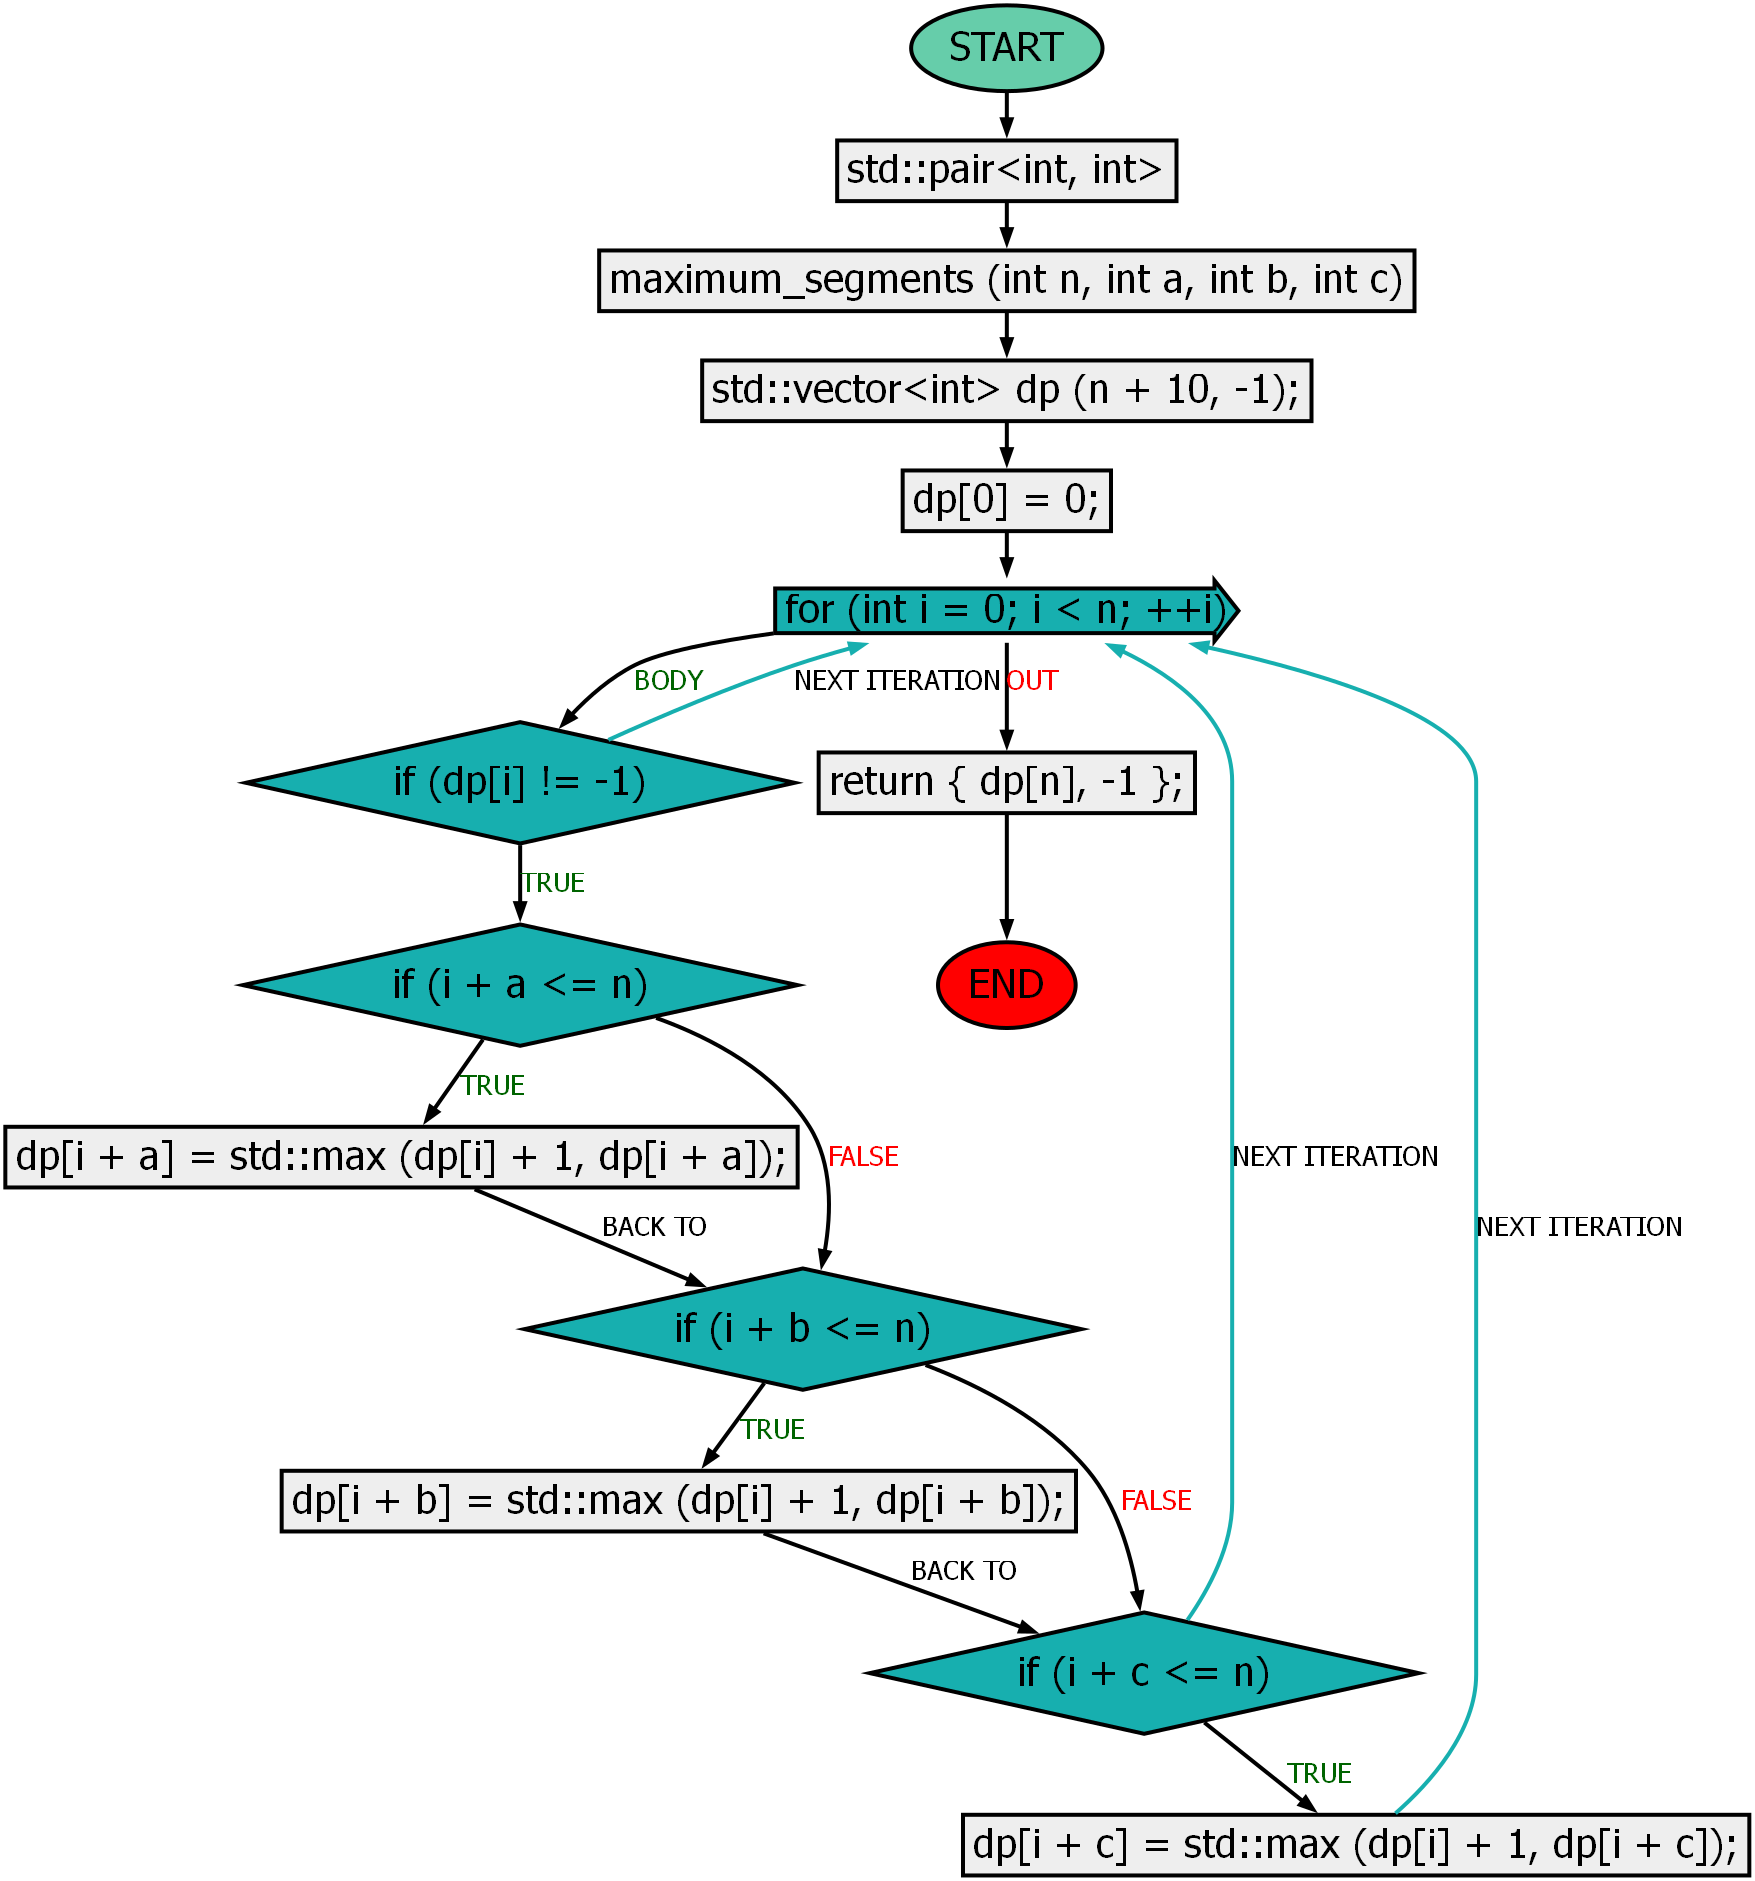 START
std::pair<int, int>
maximum_segments (int n, int a, int b, int c)
std::vector<int> dp (n + 10, -1);
dp[0] = 0;
for (int i = 0; i < n; ++i)
BODY
NEXT ITERATION
OUT
if (dp[i] != -1)
return { dp[n], -1 };
TRUE
if (i + a <= n)
END
TRUE
dp[i + a] = std::max (dp[i] + 1, dp[i + a]);
FALSE
NEXT ITERATION
BACK TO
NEXT ITERATION
if (i + b <= n)
TRUE
dp[i + b] = std::max (dp[i] + 1, dp[i + b]);
FALSE
BACK TO
if (i + c <= n)
TRUE
dp[i + c] = std::max (dp[i] + 1, dp[i + c]);